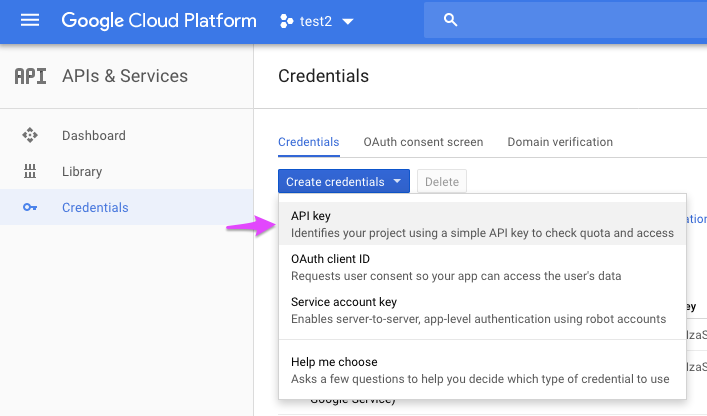 Google Cloud Platform
test2
API APIs & Services
Credentials
Dashboard
Library
Credentials
Credentials
OAuth consent screen
Domain verification
Create credentials
Delete
API key
Identifies your project using a simple API key to check quota and access
OAuth client ID
Requests user consent so your app can access the user's data
Service account key
Enables server-to-server, app-level authentication using robot accounts
Help me choose
Asks a few questions to help you decide which type of credential to use
Google Service)